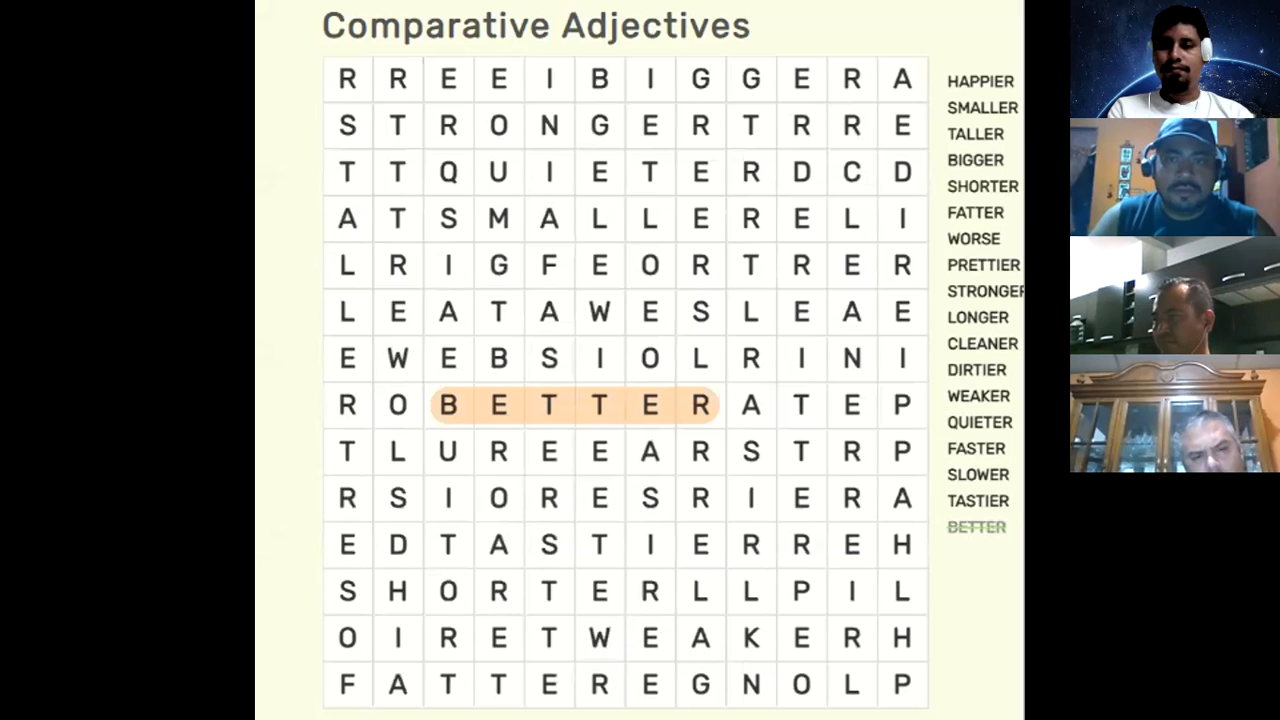 Comparative Adjectives
R R E E I B I G G E R A
S T R O N G E R T R R E
T T Q U I E T E R D C D
A T S M A L L E R E L I
L R I G F E O R T R E R
L E A T A W E S L E A E
E W E B S I O L R I N I
R O B E T T E R A T E P
T L U R E E A R S T R P
R S I O R E S R I E R A
E D T A S T I E R R E H
S H O R T E R L L P I L
O I R E T W E A K E R H
F A T T E R E G N O L P
HAPPIER
SMALLER
TALLER
BIGGER
SHORTER
FATTER
WORSE
PRETTIER
STRONGER
LONGER
CLEANER
DIRTIER
WEAKER
QUIETER
FASTER
SLOWER
TASTIER
BETTER